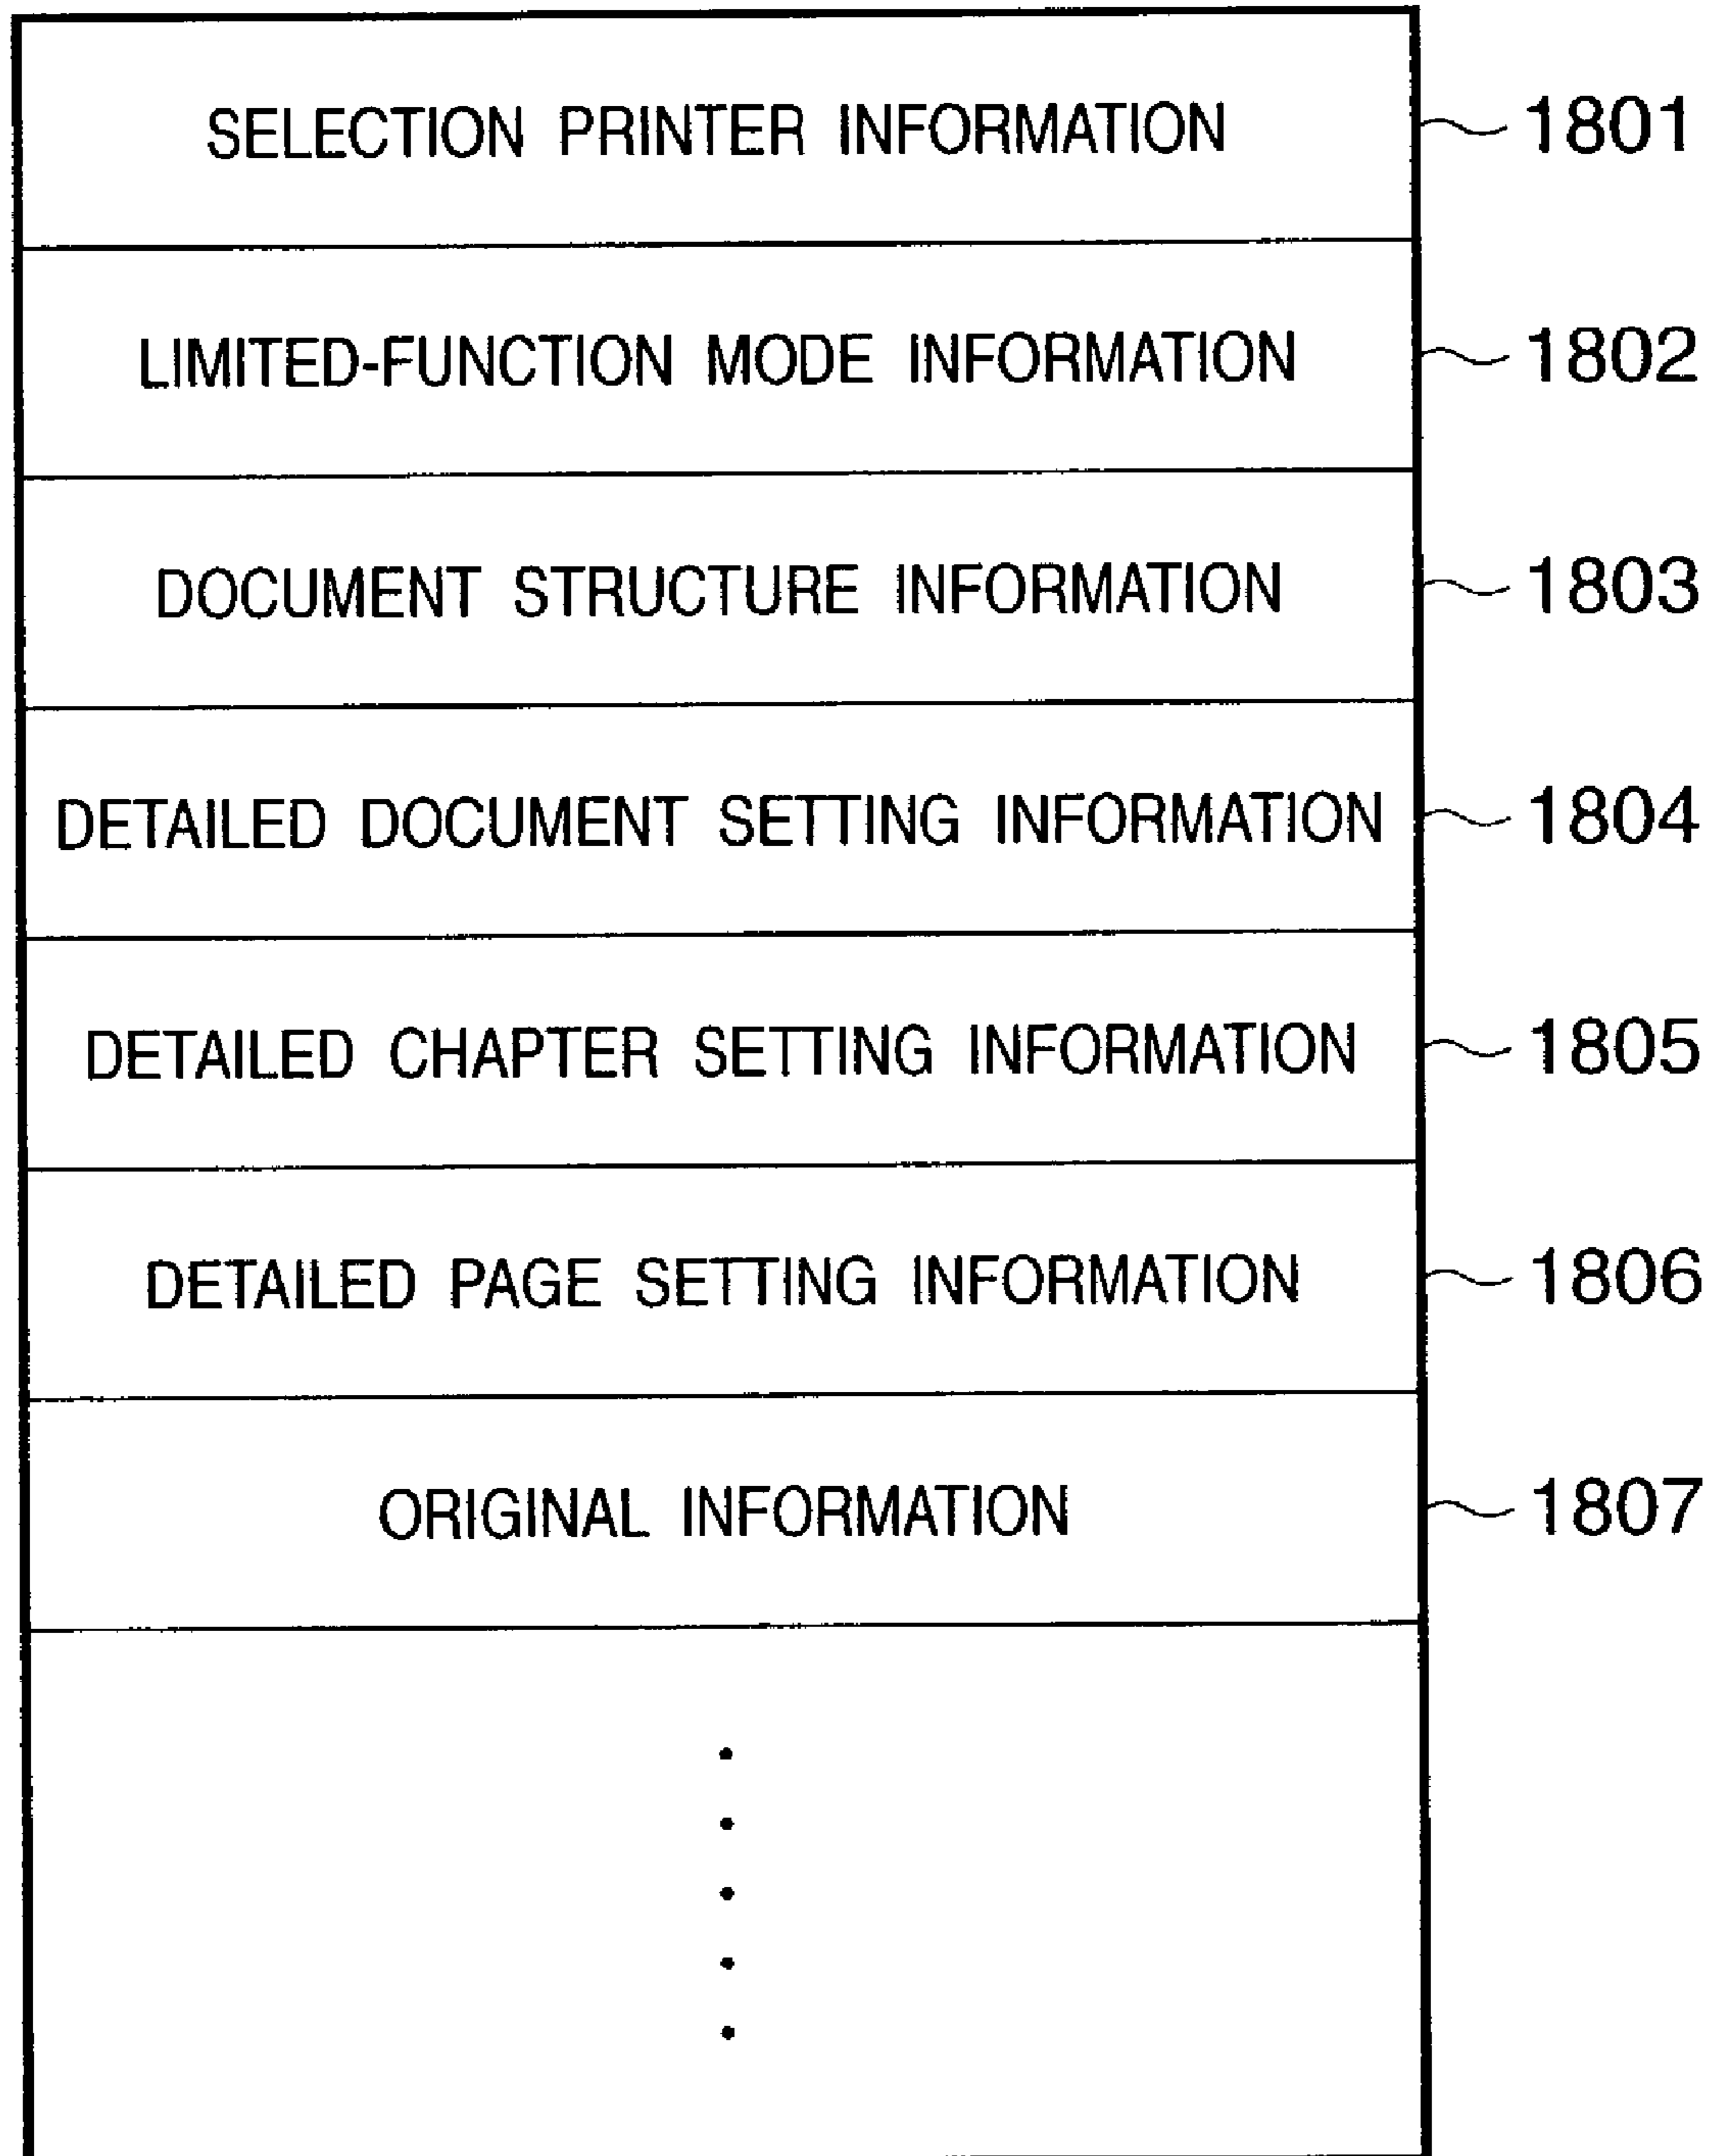 SELECTION PRINTER INFORMATION 1801
LIMITED-FUNCTION MODE INFORMATION 1802
DOCUMENT STRUCTURE INFORMATION 1803
DETAILED DOCUMENT SETTING INFORMATION 1804
DETAILED CHAPTER SETTING INFORMATION 1805
DETAILED PAGE SETTING INFORMATION 1806
ORIGINAL INFORMATION 1807